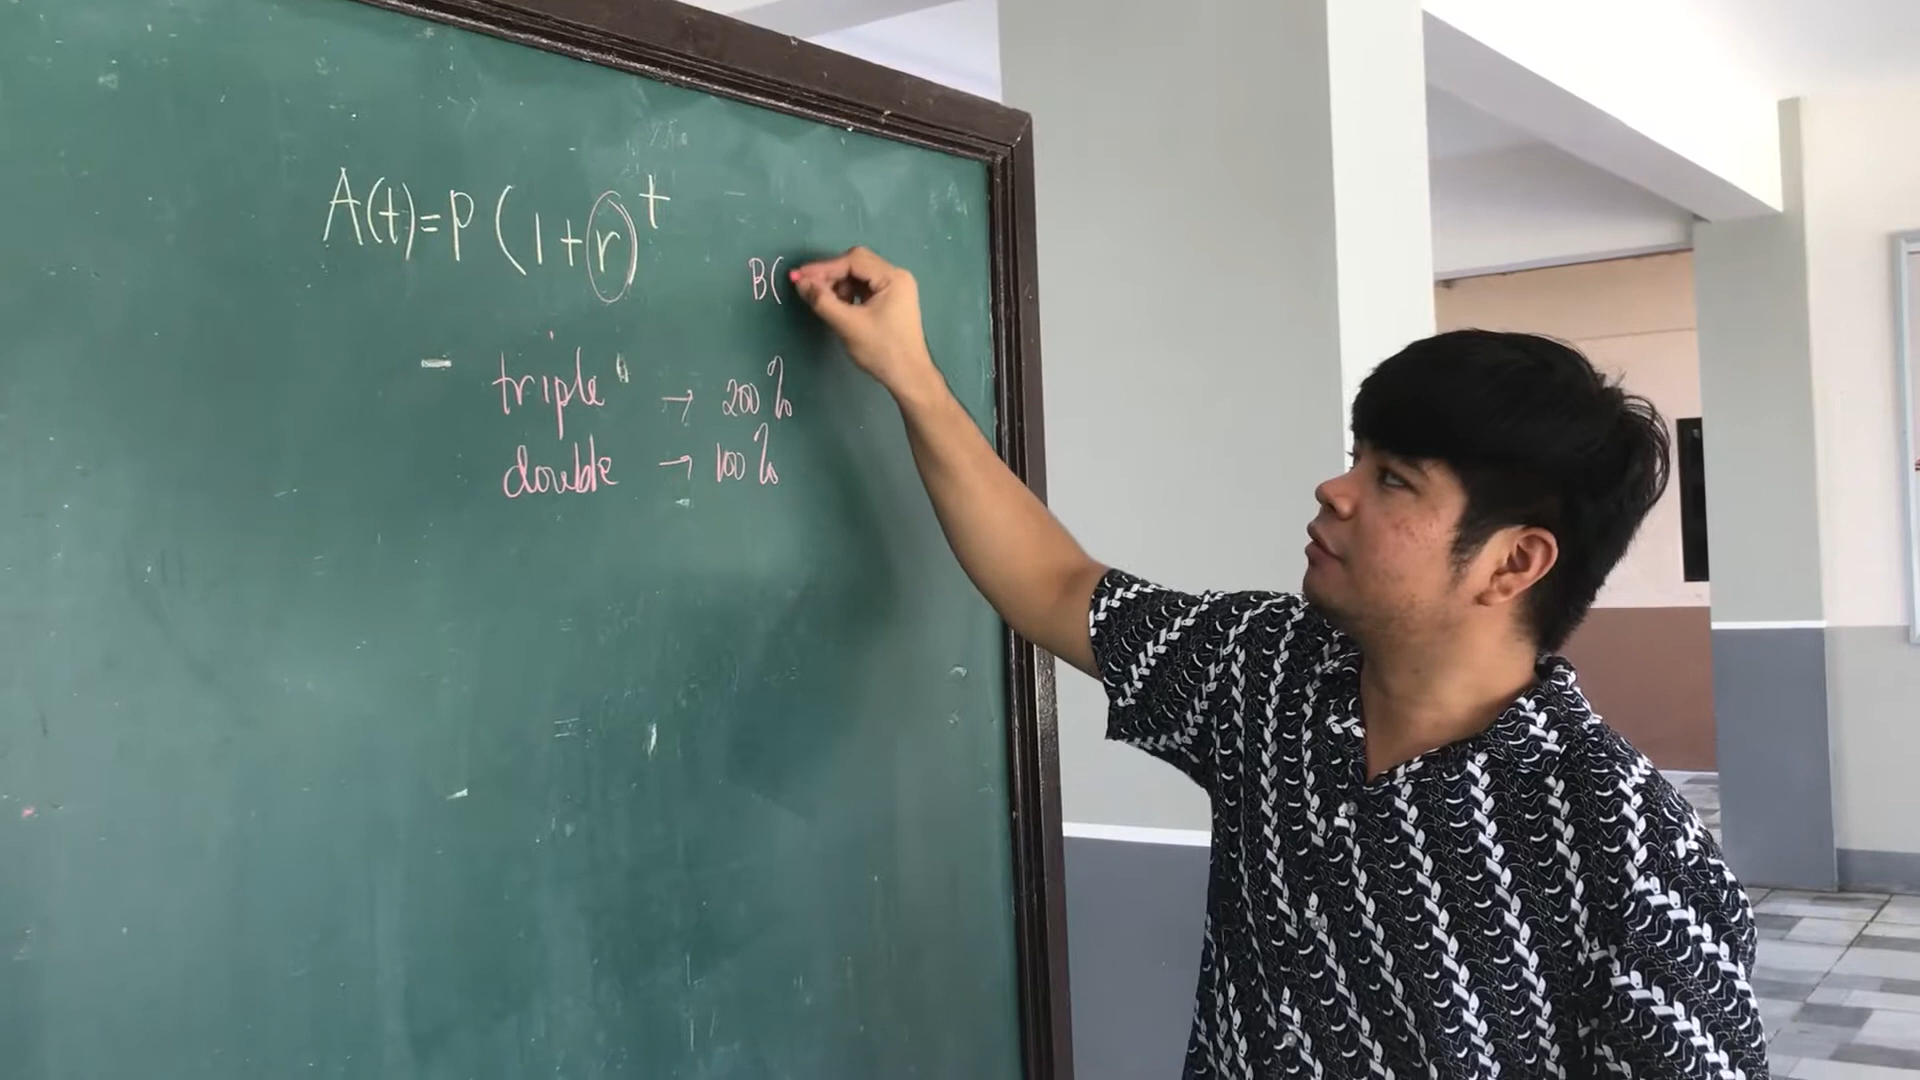 A(t)=P(1+r)^t
B(
triple → 200%
double → 100%